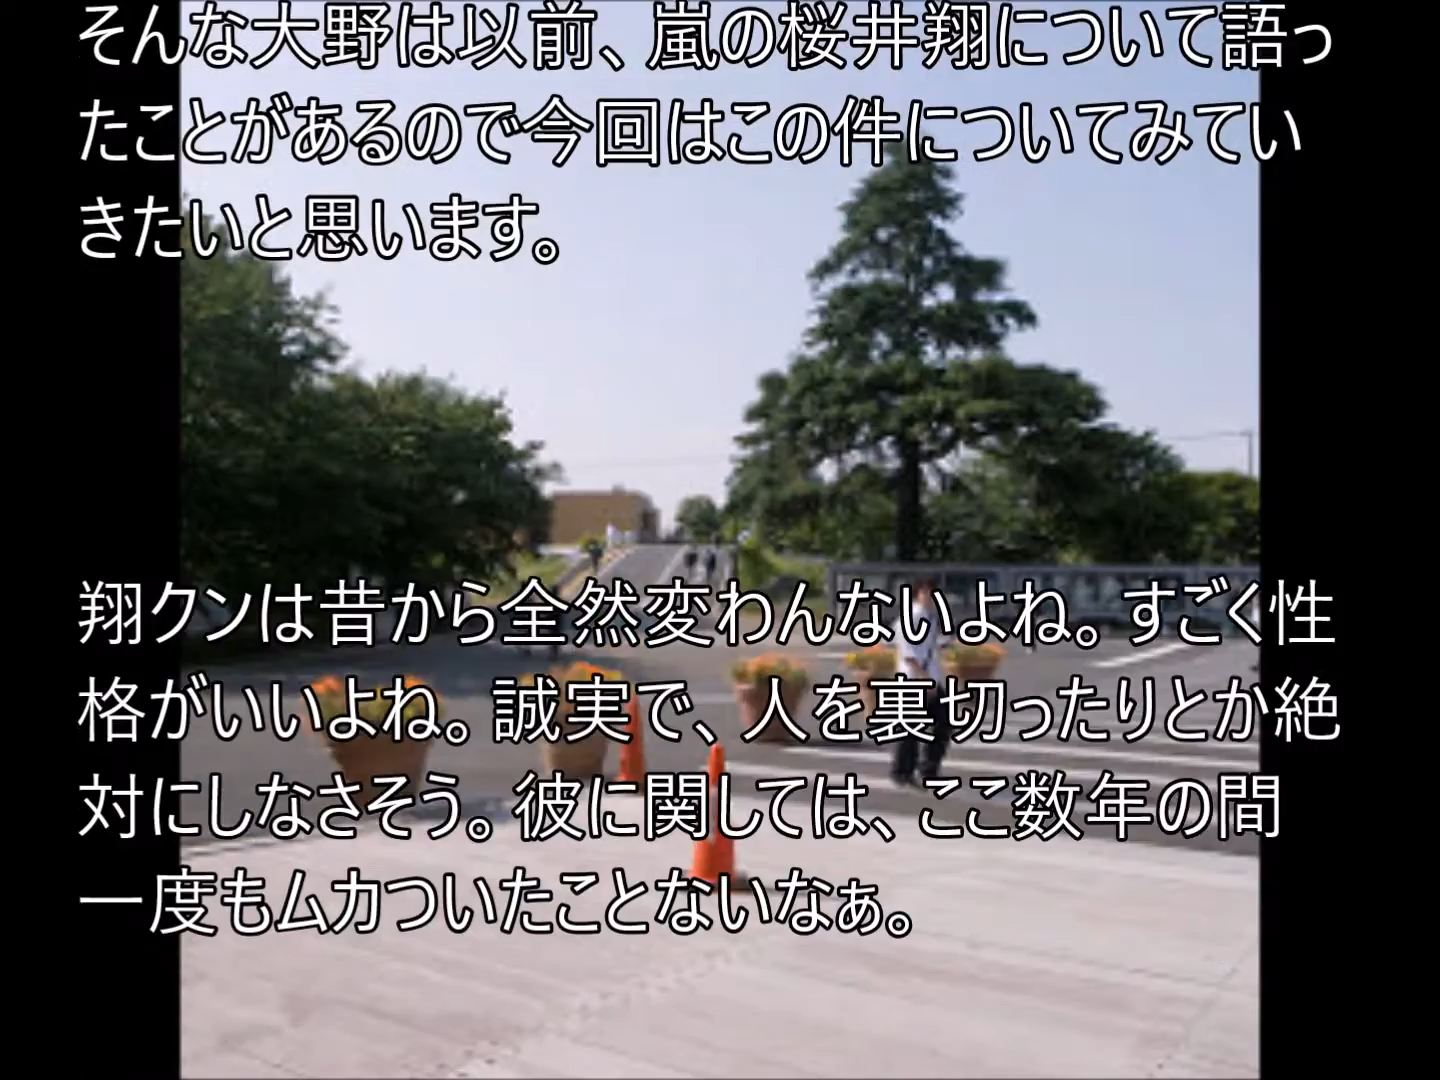 そんな大野は以前、嵐の桜井翔について語っ
たことがあるので今回はこの件についてみてい
きたいと思います。
翔クンは昔から全然変わんないよね。すごく性
格がいいよね。誠実で、人を裏切ったりとか絶
対にしなさそう。彼に関しては、ここ数年の間
一度もムカついたことないなぁ。